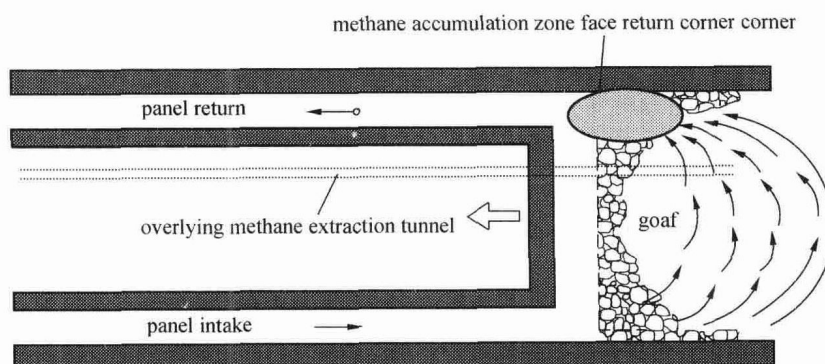 methane accumulation zone face return corner corner
panel return
overlying methane extraction tunnel
goaf
panel intake